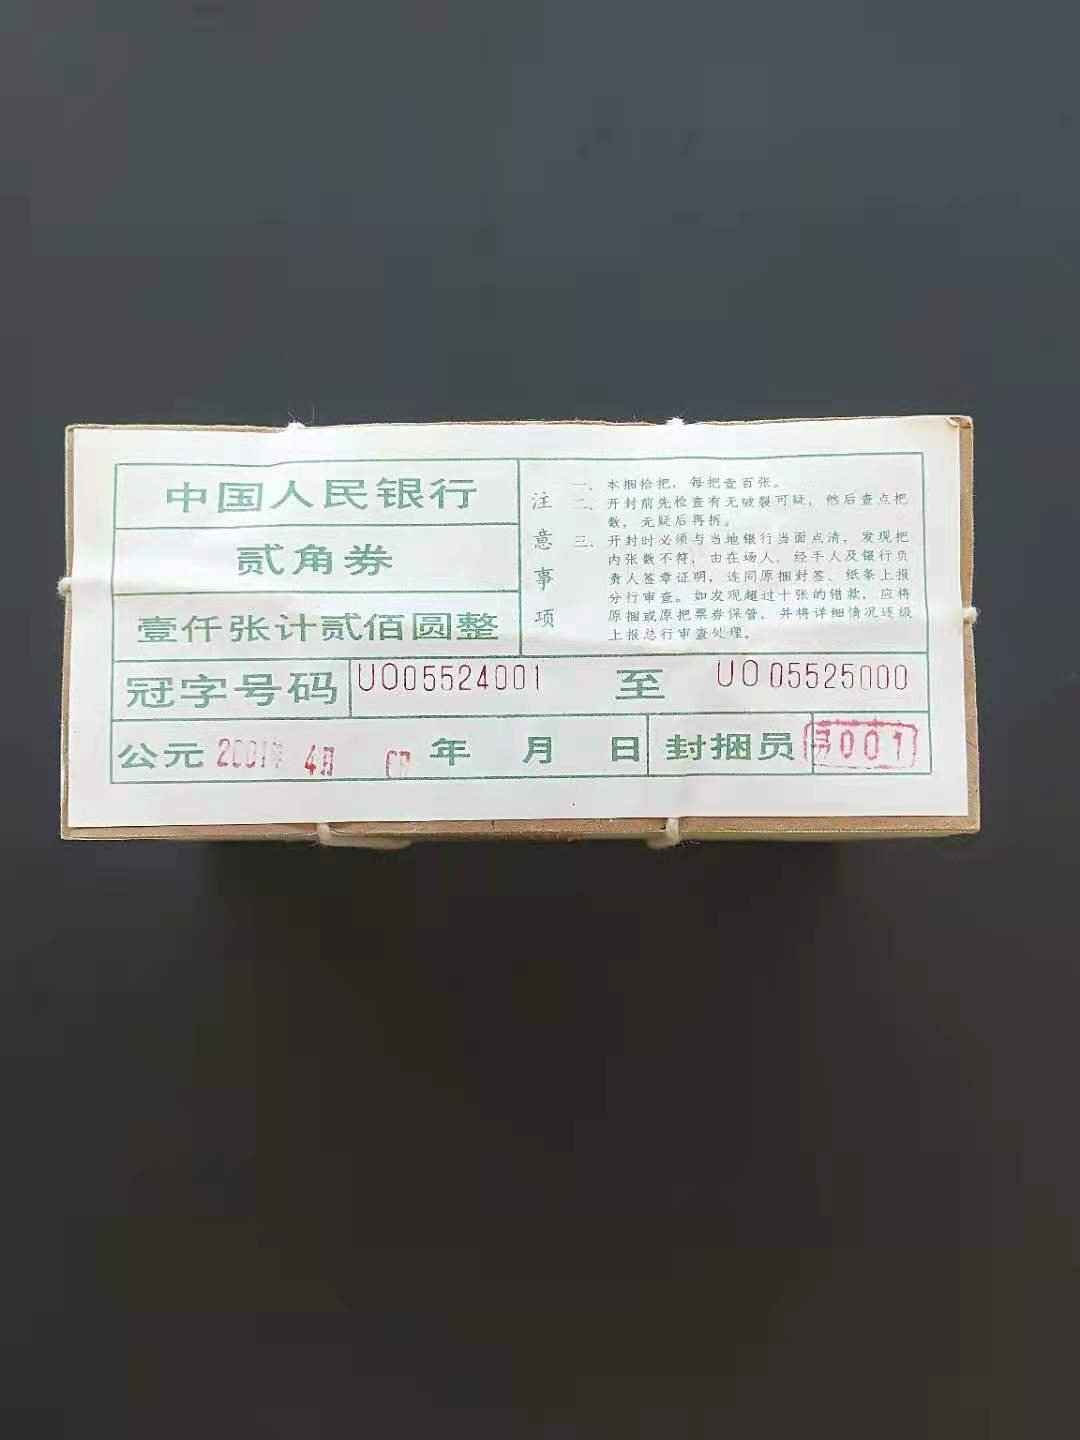 中国人民银行
贰角券
壹仟张计贰佰圆整
注意事项
一、本捆拾把，每把壹百张。
二、开封前先检查有无破裂可疑，然后查点把
数，无疑后再拆。
三、开封时必须与当地银行当面点清，发现把
内张数不符，由在场人，经手人及银行负
责人签章证明，连同原捆封签、纸条上报
分行审查。如发现超过十张的错款，应将
原捆或原把票券保管，并将详细情况逐级
上报总行审查处理。
冠字号码 UO05524001 至 UO05525000
公元 2001年 4月 年 月 日 封捆员 001